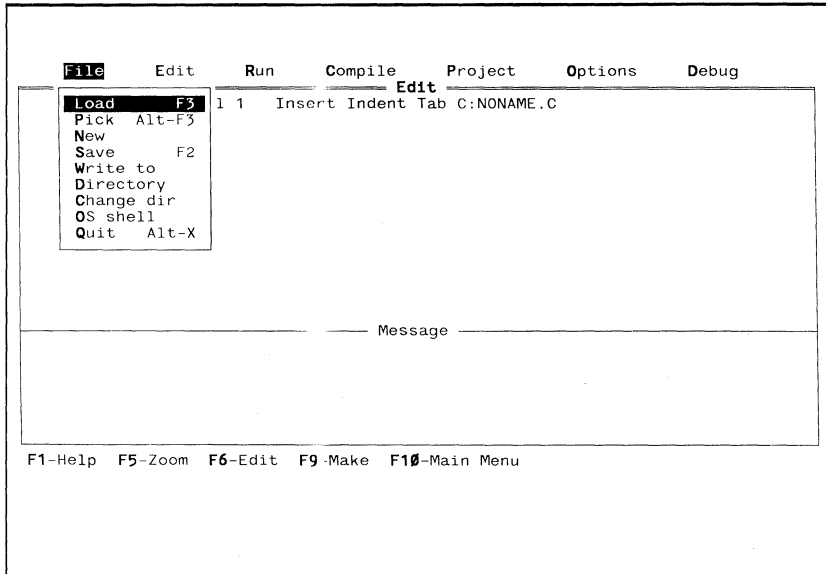 File Edit Run Compile Project Options Debug
Edit
Load F3 l 1 Insert Indent Tab C:NONAME.C
Pick Alt-F3
New
Save F2
Write to
Directory
Change dir
OS shell
Quit Alt-X
Message
F1-Help F5-Zoom F6-Edit F9-Make F10-Main Menu